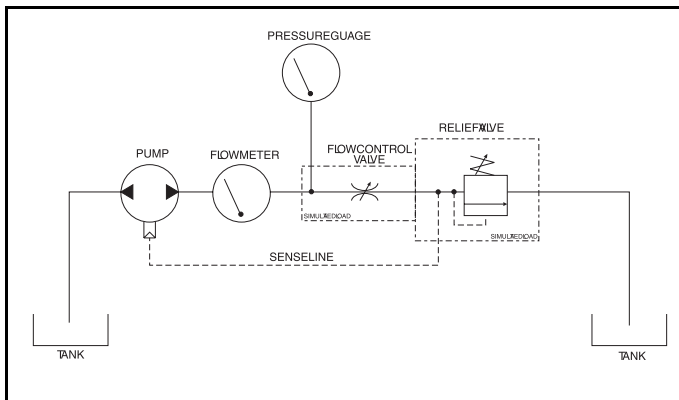 PRESSUREGUAGE
RELIEFVALVE
PUMP
FLOWMETER
FLOWCONTROL
VALVE
SIMULATEDLOAD
SIMULATEDLOAD
SENSELINE
TANK
TANK